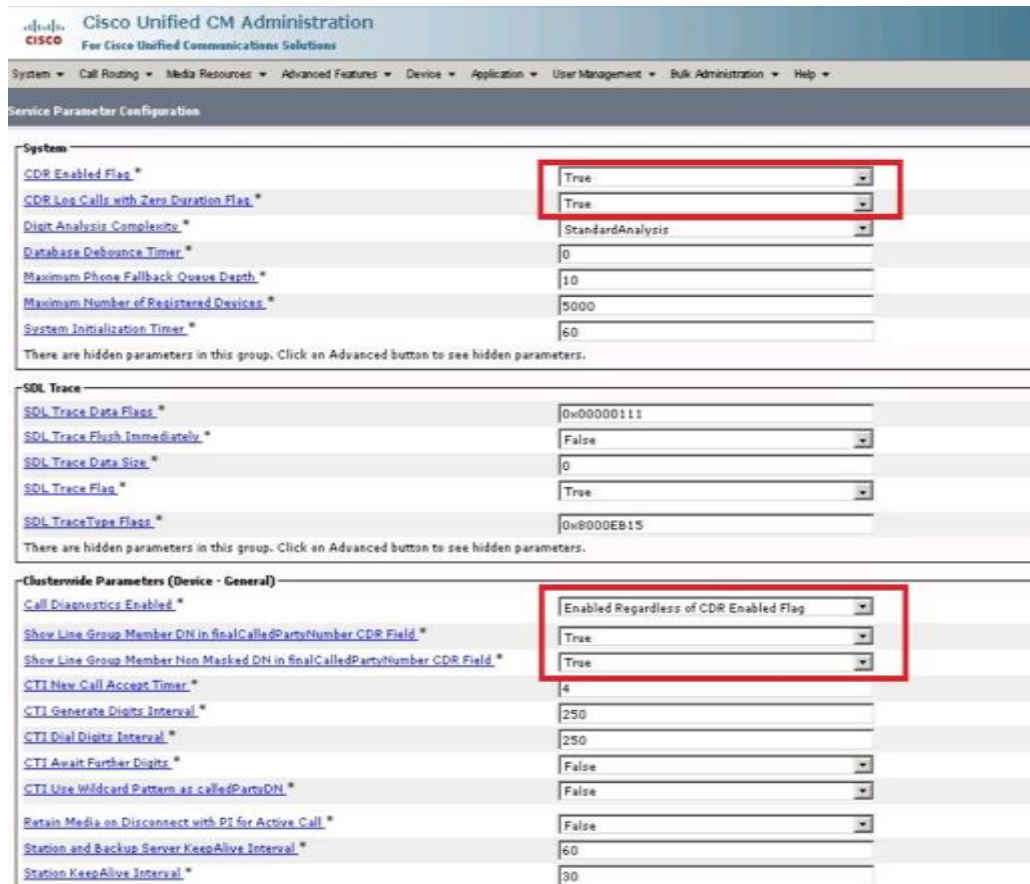 CISCO
Cisco Unified CM Administration
For Cisco Unified Communications Solutions
System Call Routing Media Resources Advanced Features Device Application User Management Bulk Administration Help
Service Parameter Configuration
System
CDR Enabled Flag * True
CDR Log Calls with Zero Duration Flag * True
Digit Analysis Complexity * StandardAnalysis
Database Debounce Timer * 0
Maximum Phone Fallback Queue Depth * 10
Maximum Number of Registered Devices * 5000
System Initialization Timer * 60
There are hidden parameters in this group. Click on Advanced button to see hidden parameters.
SDL Trace
SDL Trace Data Flags * 0x00000111
SDL Trace Flush Immediately * False
SDL Trace Data Size * 0
SDL Trace Flag * True
SDL TraceType Flags * 0x8000EB15
There are hidden parameters in this group. Click on Advanced button to see hidden parameters.
Clusterwide Parameters (Device - General)
Call Diagnostics Enabled * Enabled Regardless of CDR Enabled Flag
Show Line Group Member DN in finalCalledPartyNumber CDR Field * True
Show Line Group Member Non Masked DN in finalCalledPartyNumber CDR Field * True
CTI New Call Accept Timer * 4
CTI Generate Digits Interval * 250
CTI Dial Digits Interval * 250
CTI Await Further Digits * False
CTI Use Wildcard Pattern as calledPartyDN * False
Retain Media on Disconnect with PI for Active Call * False
Station and Backup Server KeepAlive Interval * 60
Station KeepAlive Interval * 30